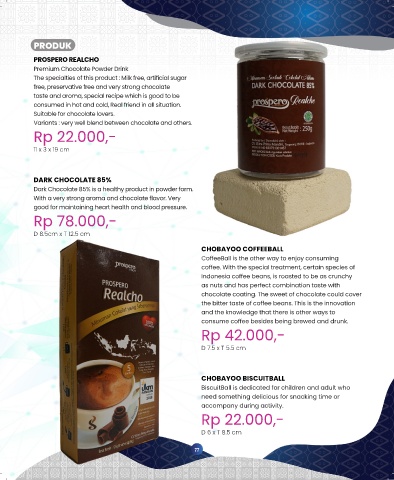 PRODUK
PROSPERO REALCHO
Premium Chocolate Powder Drink
The specialties of this product : Milk free, artificial sugar
free, preservative free and very strong chocolate
taste and aroma, special recipe which is good to be
consumed in hot and cold, Real friend in all situation.
Suitable for chocolate lovers.
Variants : very well blend between chocolate and others.
Rp 22.000,-
11 x 3 x 19 cm
DARK CHOCOLATE 85%
Dark Chocolate 85% is a healthy product in powder farm.
With a very strong aroma and chocolate flavor. Very
good for maintaining heart health and blood pressure.
Rp 78.000,-
D 8.5cm x T 12.5 cm
DARK CHOCOLATE 85%
prospero Realcho
250g
CHOBAYOO COFFEEBALL
CoffeeBall is the other way to enjoy consuming
coffee. With the special treatment, certain species of
Indonesia coffee beans, is roasted to be as crunchy
as nuts and has perfect combination taste with
chocolate coating. The sweet of chocolate could cover
the bitter taste of coffee beans. This is the innovation
and the knowledge that there is other ways to
consume coffee besides being brewed and drunk.
Rp 42.000,-
D 7.5 x T 5.5 cm
CHOBAYOO BISCUITBALL
BiscuitBall is dedicated for children and adult who
need something delicious for snacking time or
accompany during activity.
Rp 22.000,-
D 6 x T 8.5 cm
prospero
PROSPERO
Realcho
5
77